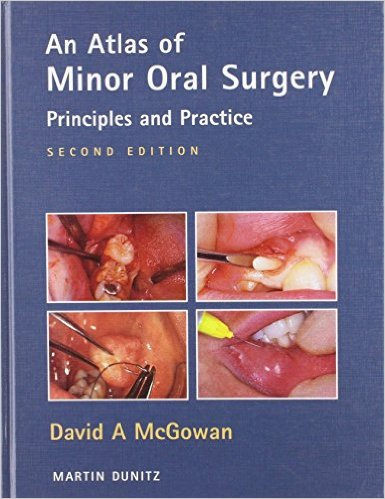 An Atlas of
Minor Oral Surgery
Principles and Practice
SECOND EDITION
David A McGowan
MARTIN DUNITZ